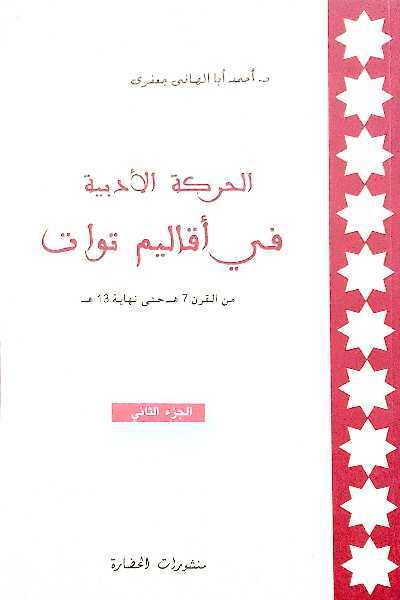 د. أحمد أبا الصافي جعفري
الحركة الأدبية
في أقاليم توات
من القرن 7 هـ حتى نهاية 13 هـ
الجزء الثاني
منشورات الحضارة